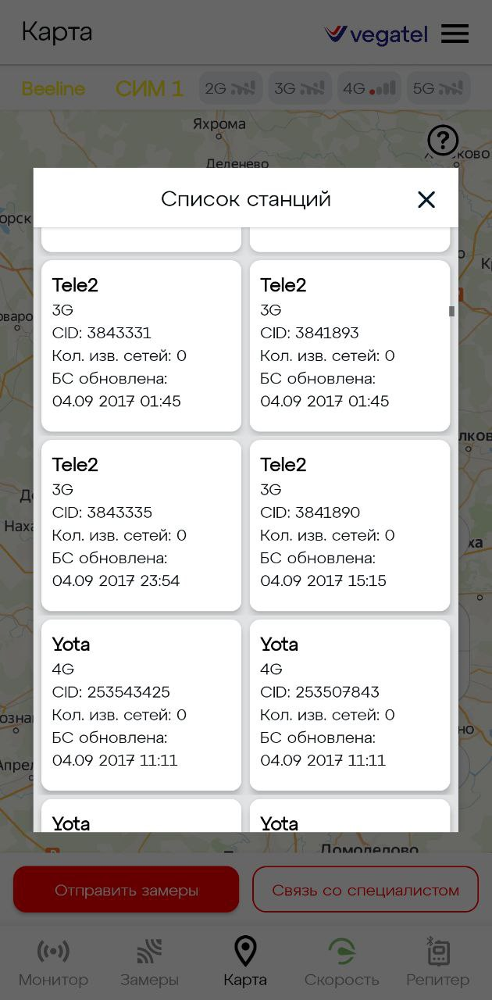 Карта
vegatel
Beeline
СИМ 1
2G
3G
4G
5G
Яхрома
Деленево
Список станций
Tele2
3G
CID: 3843331
Кол. изв. сетей: 0
БС обновлена:
04.09 2017 01:45
Tele2
3G
CID: 3841893
Кол. изв. сетей: 0
БС обновлена:
04.09 2017 01:45
Tele2
3G
CID: 3843335
Кол. изв. сетей: 0
БС обновлена:
04.09 2017 23:54
Tele2
3G
CID: 3841890
Кол. изв. сетей: 0
БС обновлена:
04.09 2017 15:15
Yota
4G
CID: 253543425
Кол. изв. сетей: 0
БС обновлена:
04.09 2017 11:11
Yota
4G
CID: 253507843
Кол. изв. сетей: 0
БС обновлена:
04.09 2017 11:11
Yota
Yota
Домодедово
Отправить замеры
Связь со специалистом
Монитор
Замеры
Карта
Скорость
Репитер